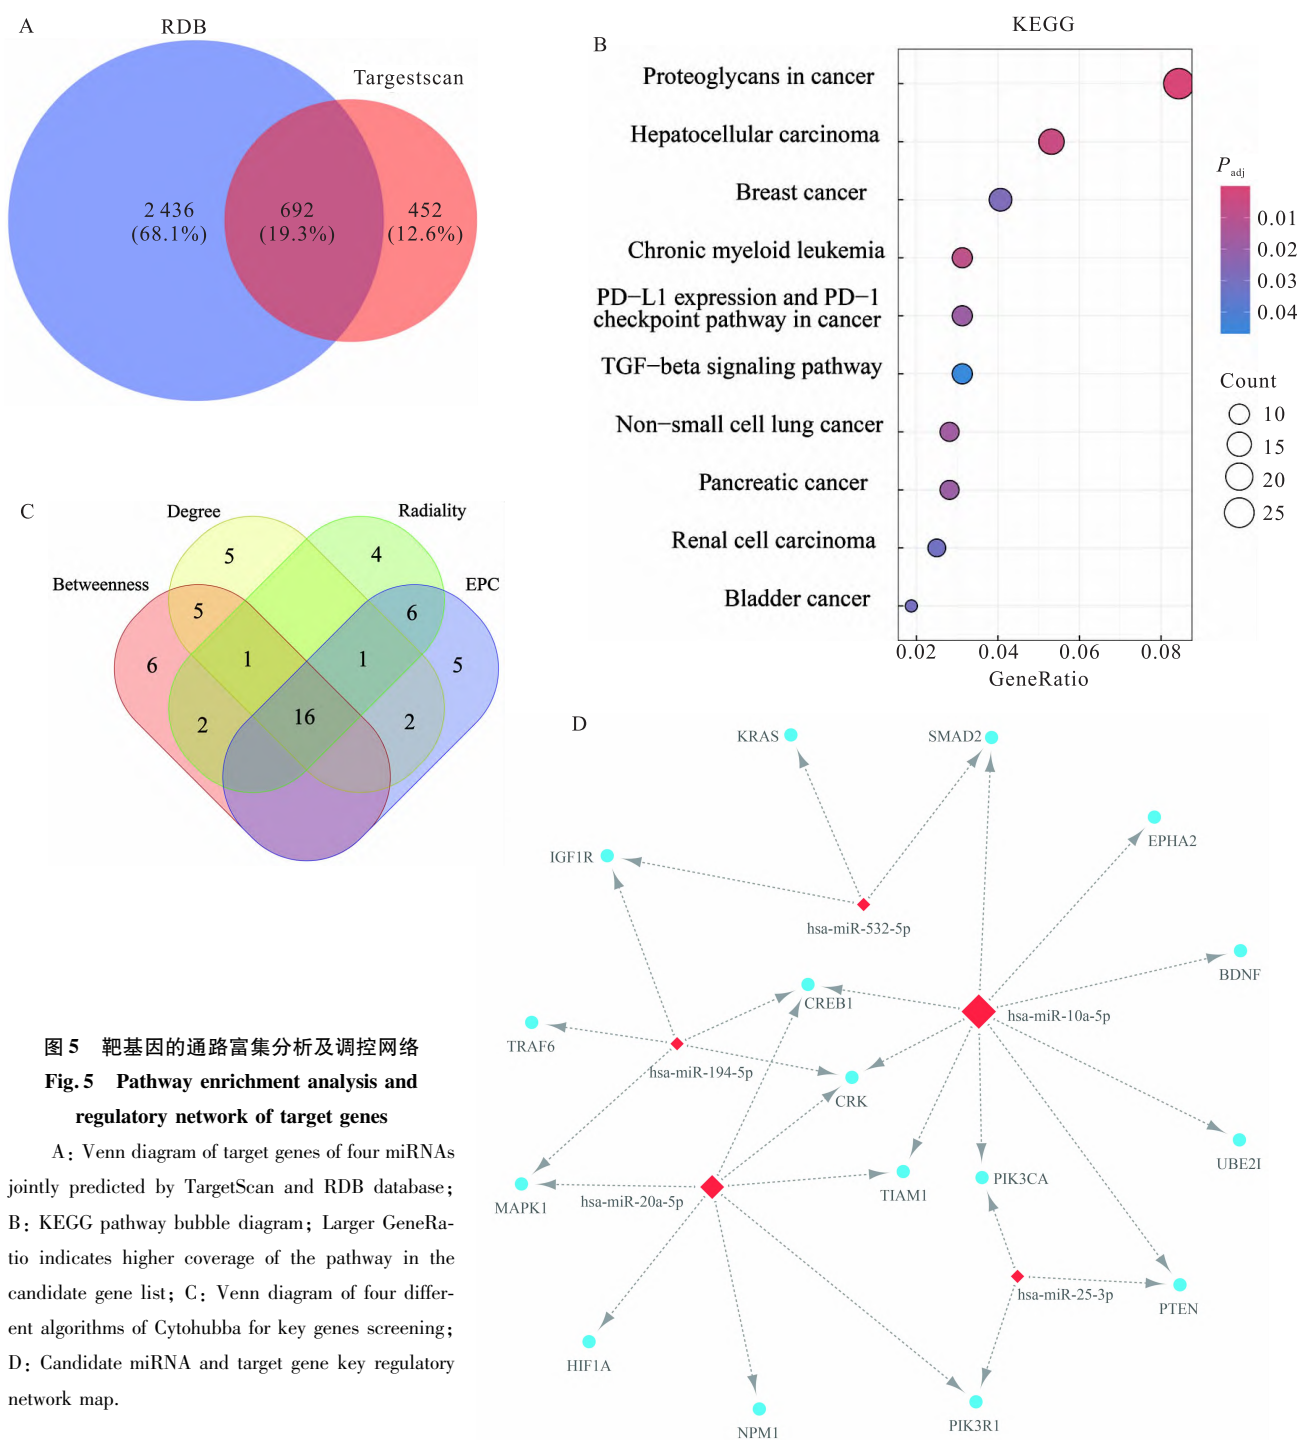 A
RDB
Targestscan
2 436
(68.1%)
692
(19.3%)
452
(12.6%)
B
KEGG
Proteoglycans in cancer
Hepatocellular carcinoma
Breast cancer
Chronic myeloid leukemia
PD−L1 expression and PD−1
checkpoint pathway in cancer
TGF−beta signaling pathway
Non−small cell lung cancer
Pancreatic cancer
Renal cell carcinoma
Bladder cancer
0.02
0.04
0.06
0.08
GeneRatio
Padj
0.01
0.02
0.03
0.04
Count
10
15
20
25
C
Degree
Radiality
Betweenness
EPC
5
4
5
6
6
1
1
5
2
16
2
D
KRAS
SMAD2
EPHA2
IGF1R
hsa-miR-532-5p
BDNF
CREB1
hsa-miR-10a-5p
TRAF6
hsa-miR-194-5p
CRK
UBE2I
MAPK1
hsa-miR-20a-5p
TIAM1
PIK3CA
hsa-miR-25-3p
PTEN
HIF1A
NPM1
PIK3R1
图 5 靶基因的通路富集分析及调控网络
Fig. 5 Pathway enrichment analysis and
regulatory network of target genes
A: Venn diagram of target genes of four miRNAs
jointly predicted by TargetScan and RDB database;
B: KEGG pathway bubble diagram; Larger GeneRa-
tio indicates higher coverage of the pathway in the
candidate gene list; C: Venn diagram of four differ-
ent algorithms of Cytohubba for key genes screening;
D: Candidate miRNA and target gene key regulatory
network map.